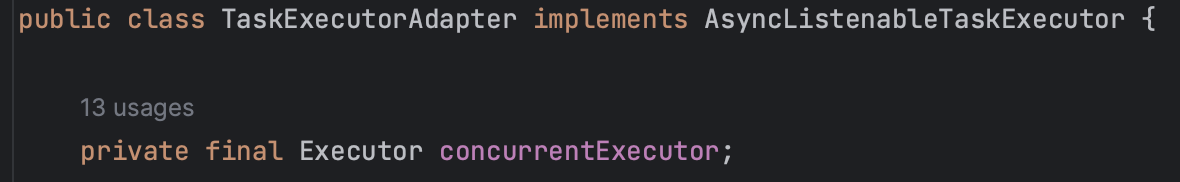 public class TaskExecutorAdapter implements AsyncListenableTaskExecutor {
13 usages
private final Executor concurrentExecutor;